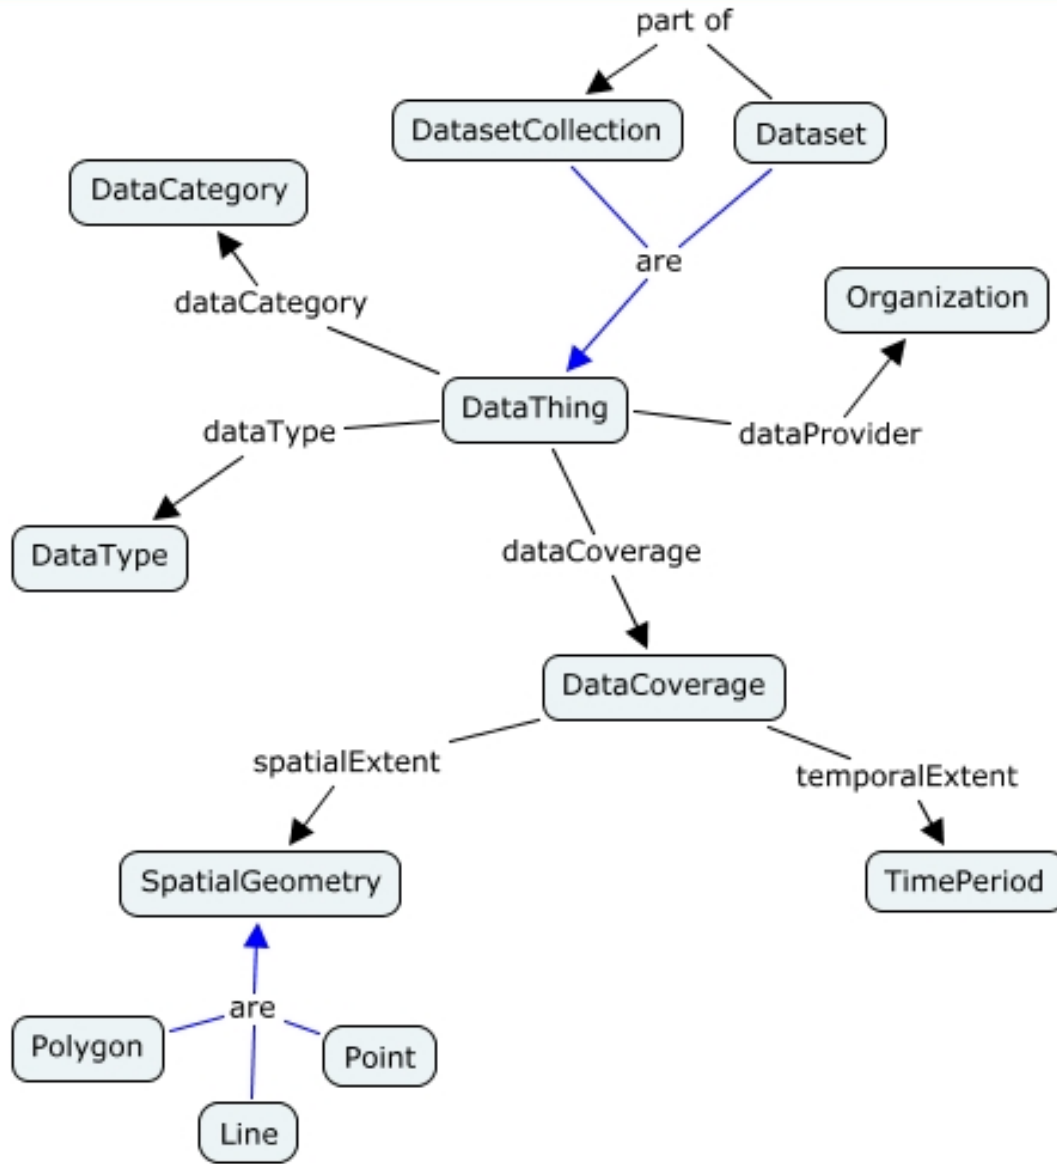 part of
DatasetCollection
Dataset
DataCategory
are
dataCategory
Organization
DataThing
dataType
dataProvider
DataType
dataCoverage
DataCoverage
spatialExtent
temporalExtent
SpatialGeometry
TimePeriod
are
Polygon
Point
Line